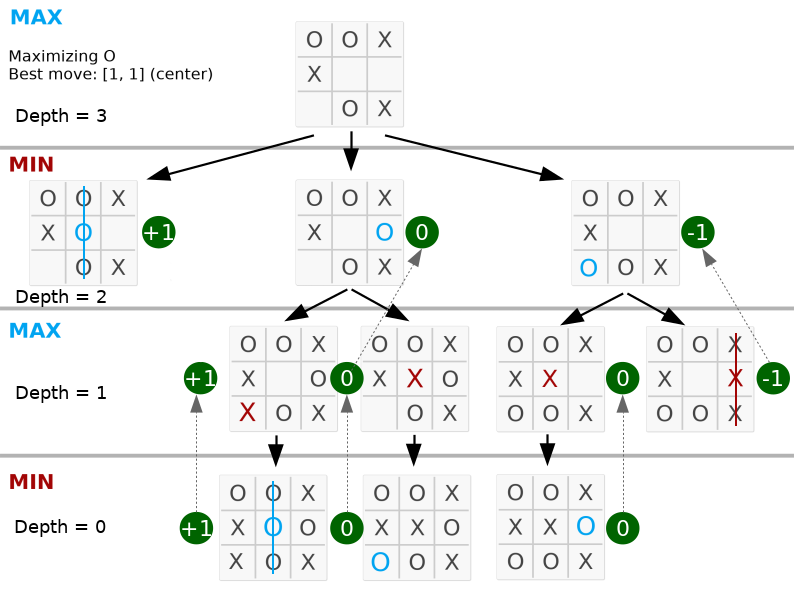 MAX
Maximizing O
Best move: [1, 1] (center)
Depth = 3
O O X
X
O X
MIN
O O X
X O
O X
+1
O O X
X O
O X
0
O O X
X
O O X
-1
Depth = 2
MAX
Depth = 1
+1
O O X
X O
X O X
0
O O X
X X O
O X
O O X
X X
O O X
0
O O X
X X
O O X
-1
MIN
Depth = 0
+1
O O X
X O O
X O X
0
O O X
X X O
O O X
O O X
X X O
O O X
0